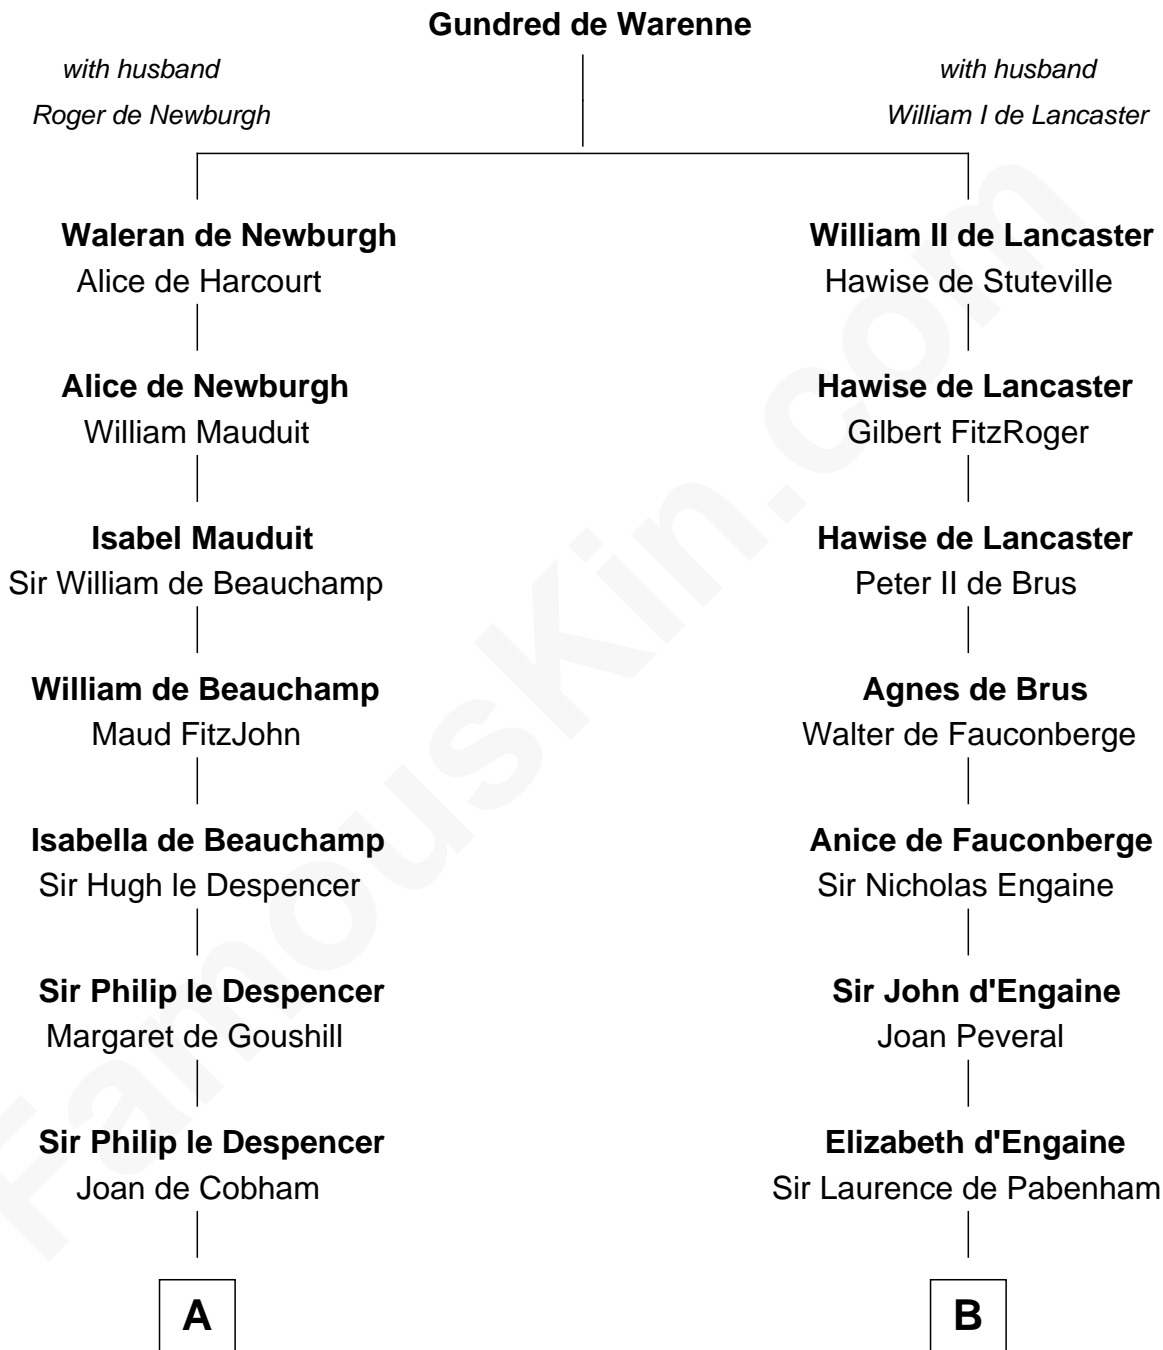 Gundred de Warenne
with husband
Roger de Newburgh
with husband
William I de Lancaster
Waleran de Newburgh
Alice de Harcourt
William II de Lancaster
Hawise de Stuteville
Alice de Newburgh
William Mauduit
Hawise de Lancaster
Gilbert FitzRoger
Isabel Mauduit
Sir William de Beauchamp
Hawise de Lancaster
Peter II de Brus
William de Beauchamp
Maud FitzJohn
Agnes de Brus
Walter de Fauconberge
Isabella de Beauchamp
Sir Hugh le Despencer
Anice de Fauconberge
Sir Nicholas Engaine
Sir Philip le Despencer
Margaret de Goushill
Sir John d'Engaine
Joan Peveral
Sir Philip le Despencer
Joan de Cobham
Elizabeth d'Engaine
Sir Laurence de Pabenham
A
B
FamousKin.com